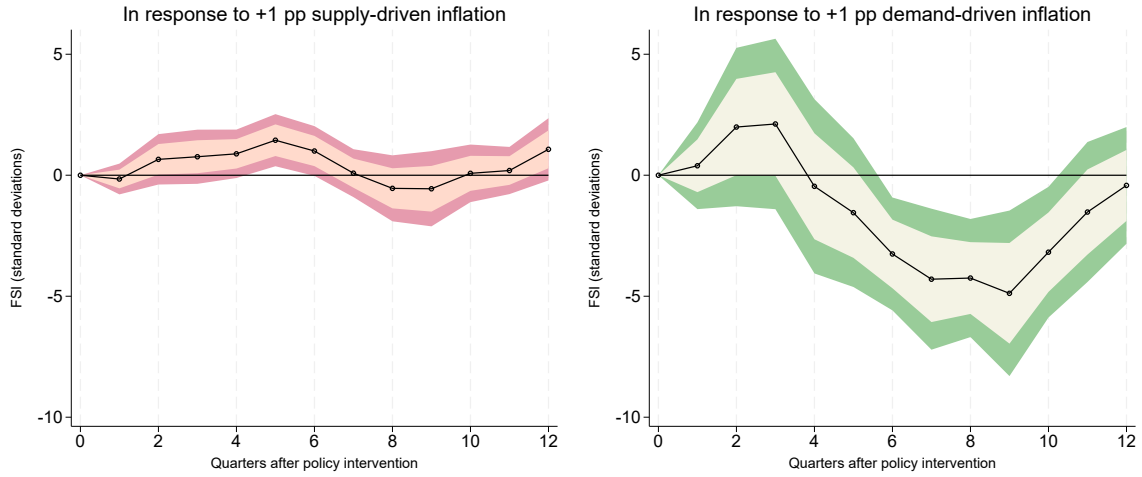 In response to +1 pp supply-driven inflation
5
0
-5
-10
FSI (standard deviations)
0 2 4 6 8 10 12
Quarters after policy intervention
In response to +1 pp demand-driven inflation
5
0
-5
-10
FSI (standard deviations)
0 2 4 6 8 10 12
Quarters after policy intervention